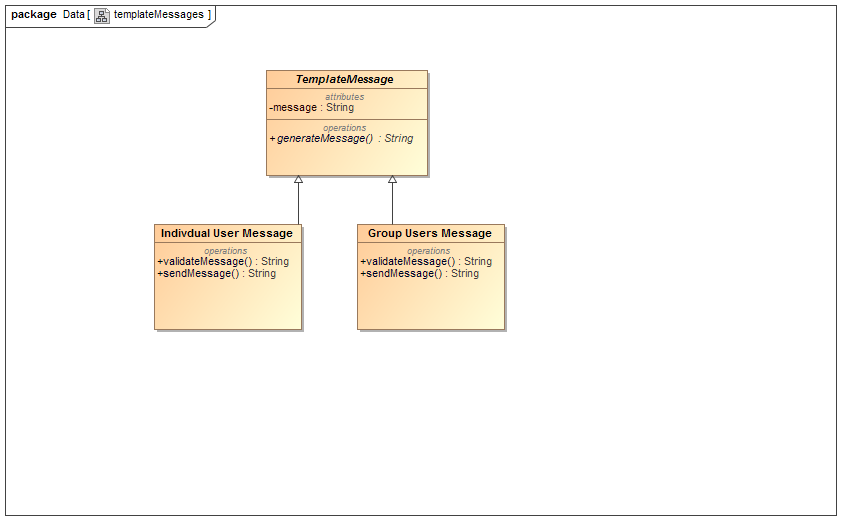 package Data [ templateMessages ]
TemplateMessage
attributes
-message : String
operations
+generateMessage() : String
Indivdual User Message
operations
+validateMessage() : String
+sendMessage() : String
Group Users Message
operations
+validateMessage() : String
+sendMessage() : String